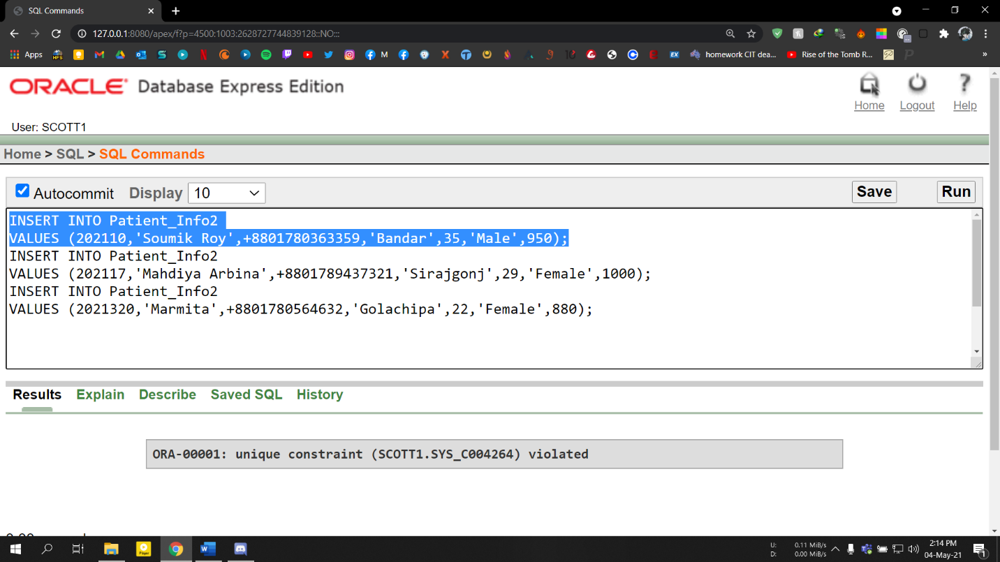 SQL Commands
127.0.0.1:8080/apex/f?p=4500:1003:2628727744839128::NO:::
Apps
M
homework CIT dea...
Rise of the Tomb R...
»
ORACLE® Database Express Edition
Home Logout Help
User: SCOTT1
Home > SQL > SQL Commands
Autocommit Display 10 Save Run
INSERT INTO Patient_Info2
VALUES (202110,'Soumik Roy',+8801780363359,'Bandar',35,'Male',950);
INSERT INTO Patient_Info2
VALUES (202117,'Mahdiya Arbina',+8801789437321,'Sirajgonj',29,'Female',1000);
INSERT INTO Patient_Info2
VALUES (2021320,'Marmita',+8801780564632,'Golachipa',22,'Female',880);
Results Explain Describe Saved SQL History
ORA-00001: unique constraint (SCOTT1.SYS_C004264) violated
U: 0.11 MiB/s
D: 0.00 MiB/s
2:14 PM
04-May-21
1